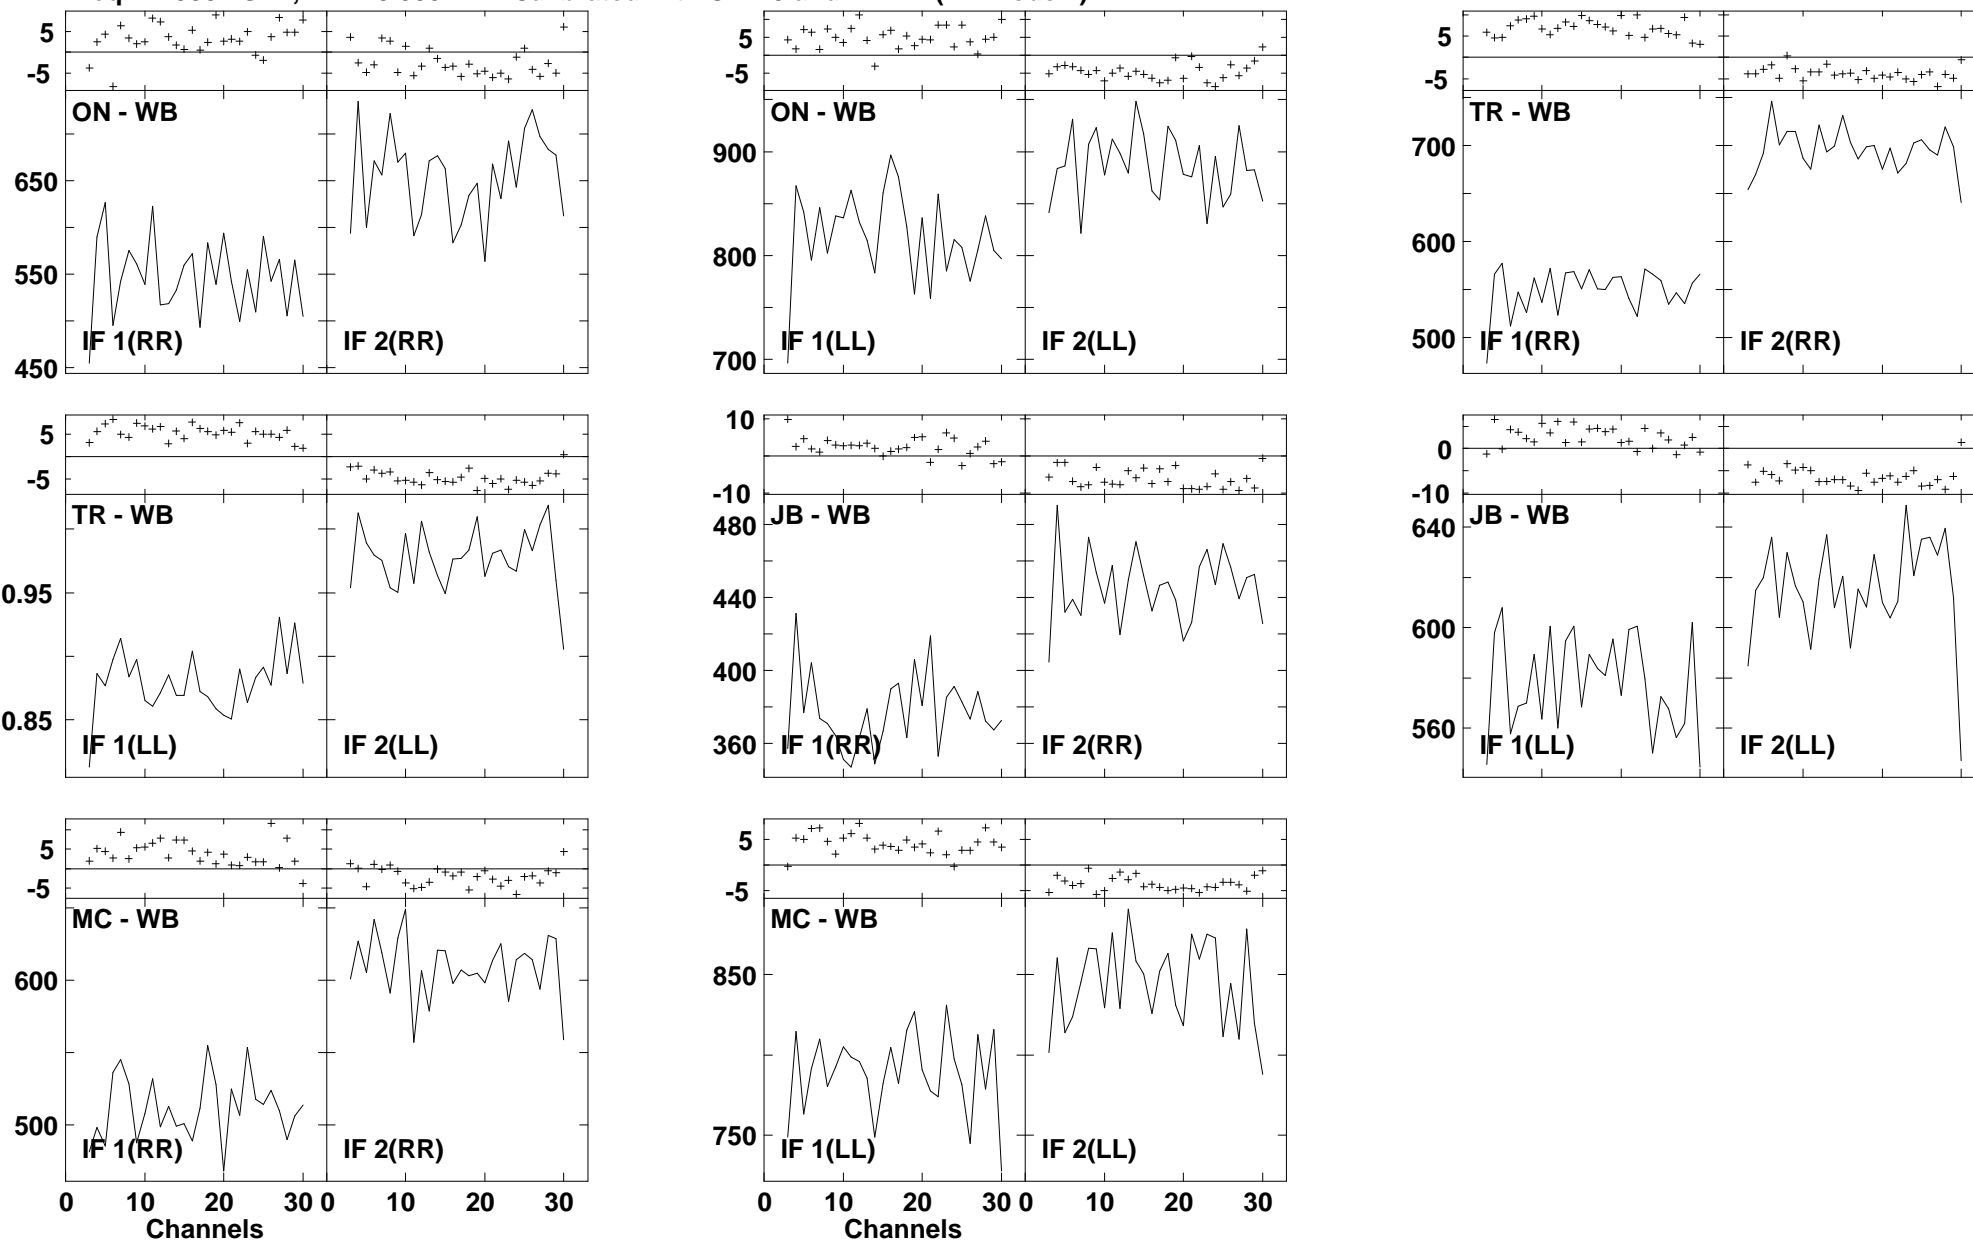 5
-5
ON - WB
650
550
450
IF 1(RR)
IF 2(RR)
5
-5
ON - WB
900
800
700
IF 1(LL)
IF 2(LL)
5
-5
TR - WB
700
600
500
IF 1(RR)
IF 2(RR)
5
-5
TR - WB
0.95
0.85
IF 1(LL)
IF 2(LL)
10
-10
JB - WB
480
440
400
360
IF 1(RR)
IF 2(RR)
0
-10
JB - WB
640
600
560
IF 1(LL)
IF 2(LL)
5
-5
MC - WB
600
500
IF 1(RR)
IF 2(RR)
0 10 20 30 0 10 20 30
Channels
5
-5
MC - WB
850
750
IF 1(LL)
IF 2(LL)
0 10 20 30 0 10 20 30
Channels